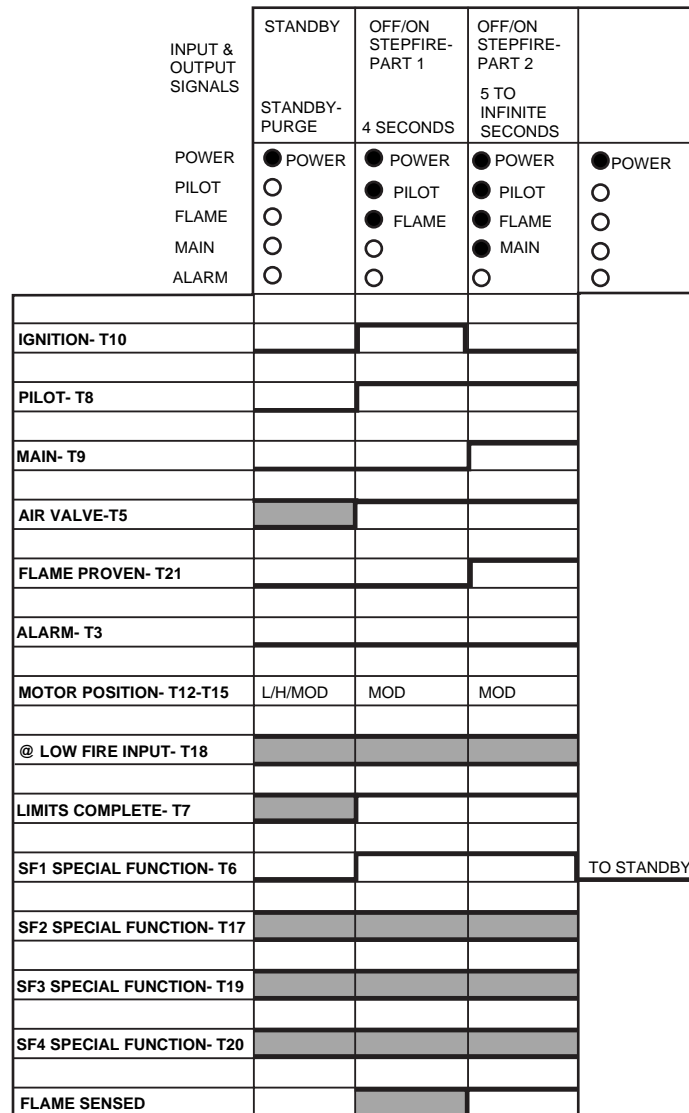 INPUT &
OUTPUT
SIGNALS
STANDBY
STANDBY-
PURGE
OFF/ON
STEPFIRE-
PART 1
4 SECONDS
OFF/ON
STEPFIRE-
PART 2
5 TO
INFINITE
SECONDS
POWER POWER POWER POWER POWER
PILOT PILOT PILOT
FLAME FLAME FLAME
MAIN MAIN
ALARM
IGNITION- T10
PILOT- T8
MAIN- T9
AIR VALVE-T5
FLAME PROVEN- T21
ALARM- T3
MOTOR POSITION- T12-T15 L/H/MOD MOD MOD
@ LOW FIRE INPUT- T18
LIMITS COMPLETE- T7
SF1 SPECIAL FUNCTION- T6 TO STANDBY
SF2 SPECIAL FUNCTION- T17
SF3 SPECIAL FUNCTION- T19
SF4 SPECIAL FUNCTION- T20
FLAME SENSED